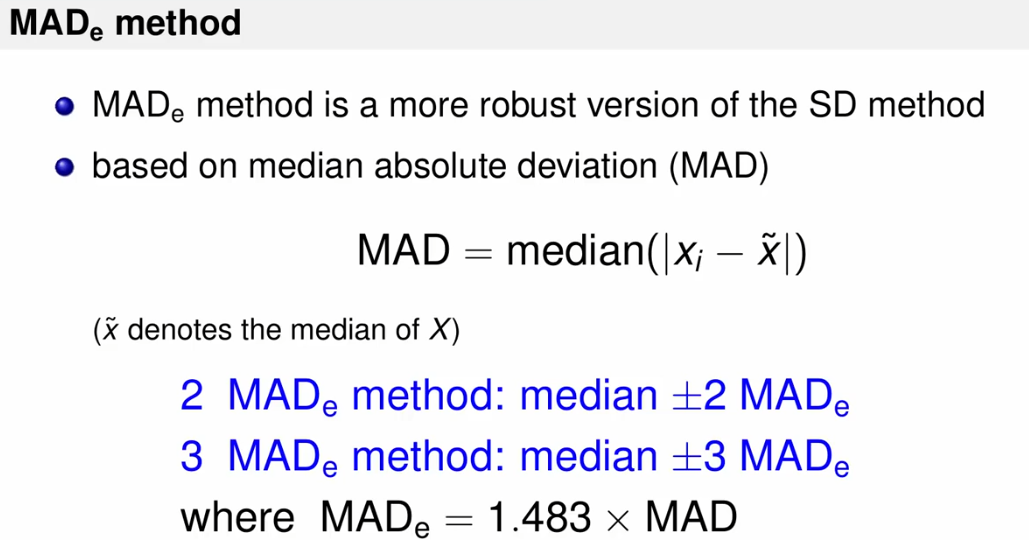 MADₑ method
MADₑ method is a more robust version of the SD method
based on median absolute deviation (MAD)
MAD = median(|xᵢ − x̃|)
(x̃ denotes the median of X)
2 MADₑ method: median ±2 MADₑ
3 MADₑ method: median ±3 MADₑ
where MADₑ = 1.483 × MAD